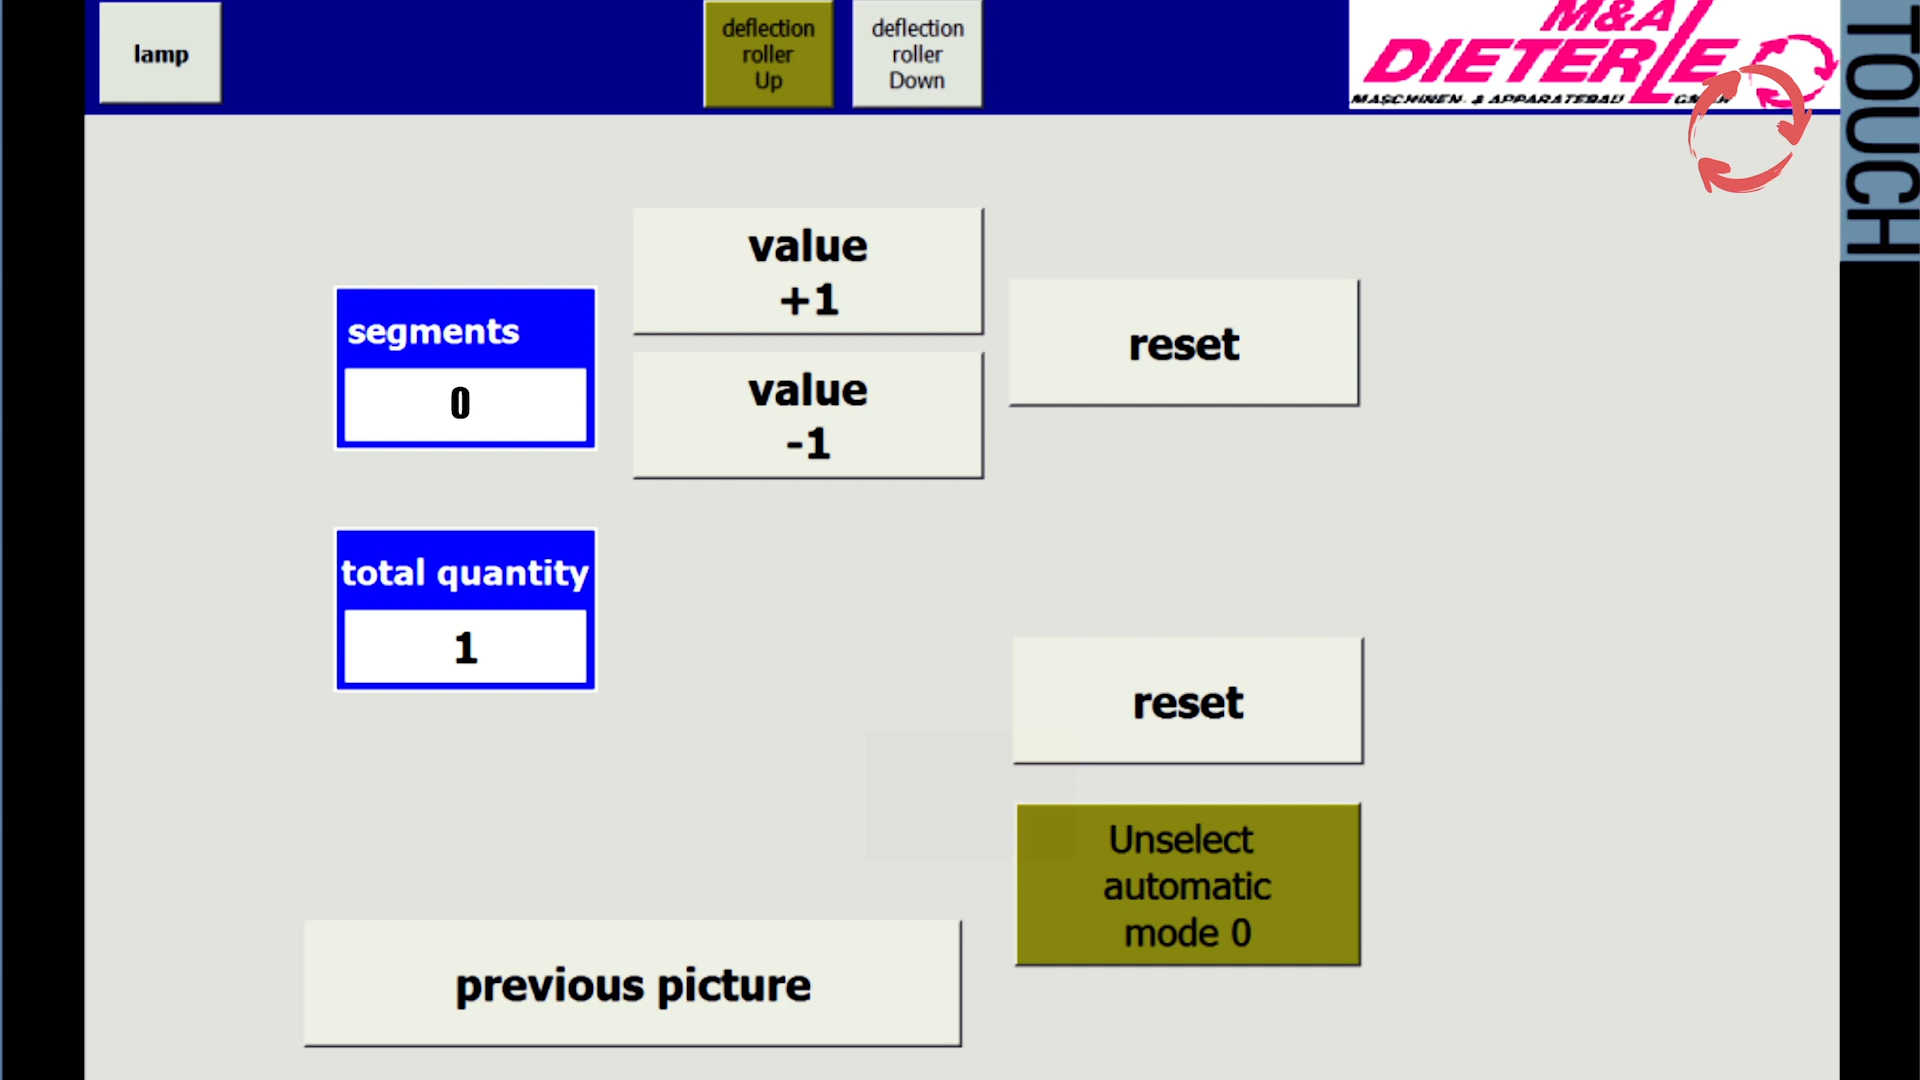 lamp
deflection
roller
Up
deflection
roller
Down
M&A
DIETERLE
MASCHINEN- & APPARATEBAU GMBH
TOUCH
value
+1
segments
0
value
-1
reset
total quantity
1
reset
Unselect
automatic
mode 0
previous picture